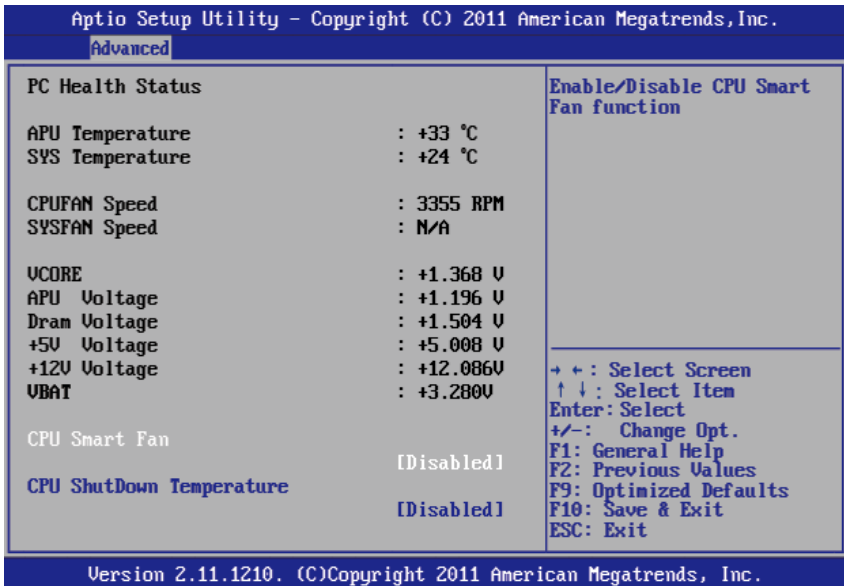 Aptio Setup Utility - Copyright (C) 2011 American Megatrends,Inc.
Advanced
PC Health Status
APU Temperature : +33 °C
SYS Temperature : +24 °C
CPUFAN Speed : 3355 RPM
SYSFAN Speed : N/A
VCORE : +1.368 V
APU Voltage : +1.196 V
Dram Voltage : +1.504 V
+5V Voltage : +5.008 V
+12V Voltage : +12.086V
VBAT : +3.280V
CPU Smart Fan
[Disabled]
CPU ShutDown Temperature
[Disabled]
Enable/Disable CPU Smart
Fan function
→ ←: Select Screen
↑ ↓: Select Item
Enter: Select
+/-: Change Opt.
F1: General Help
F2: Previous Values
F9: Optimized Defaults
F10: Save & Exit
ESC: Exit
Version 2.11.1210. (C)Copyright 2011 American Megatrends, Inc.